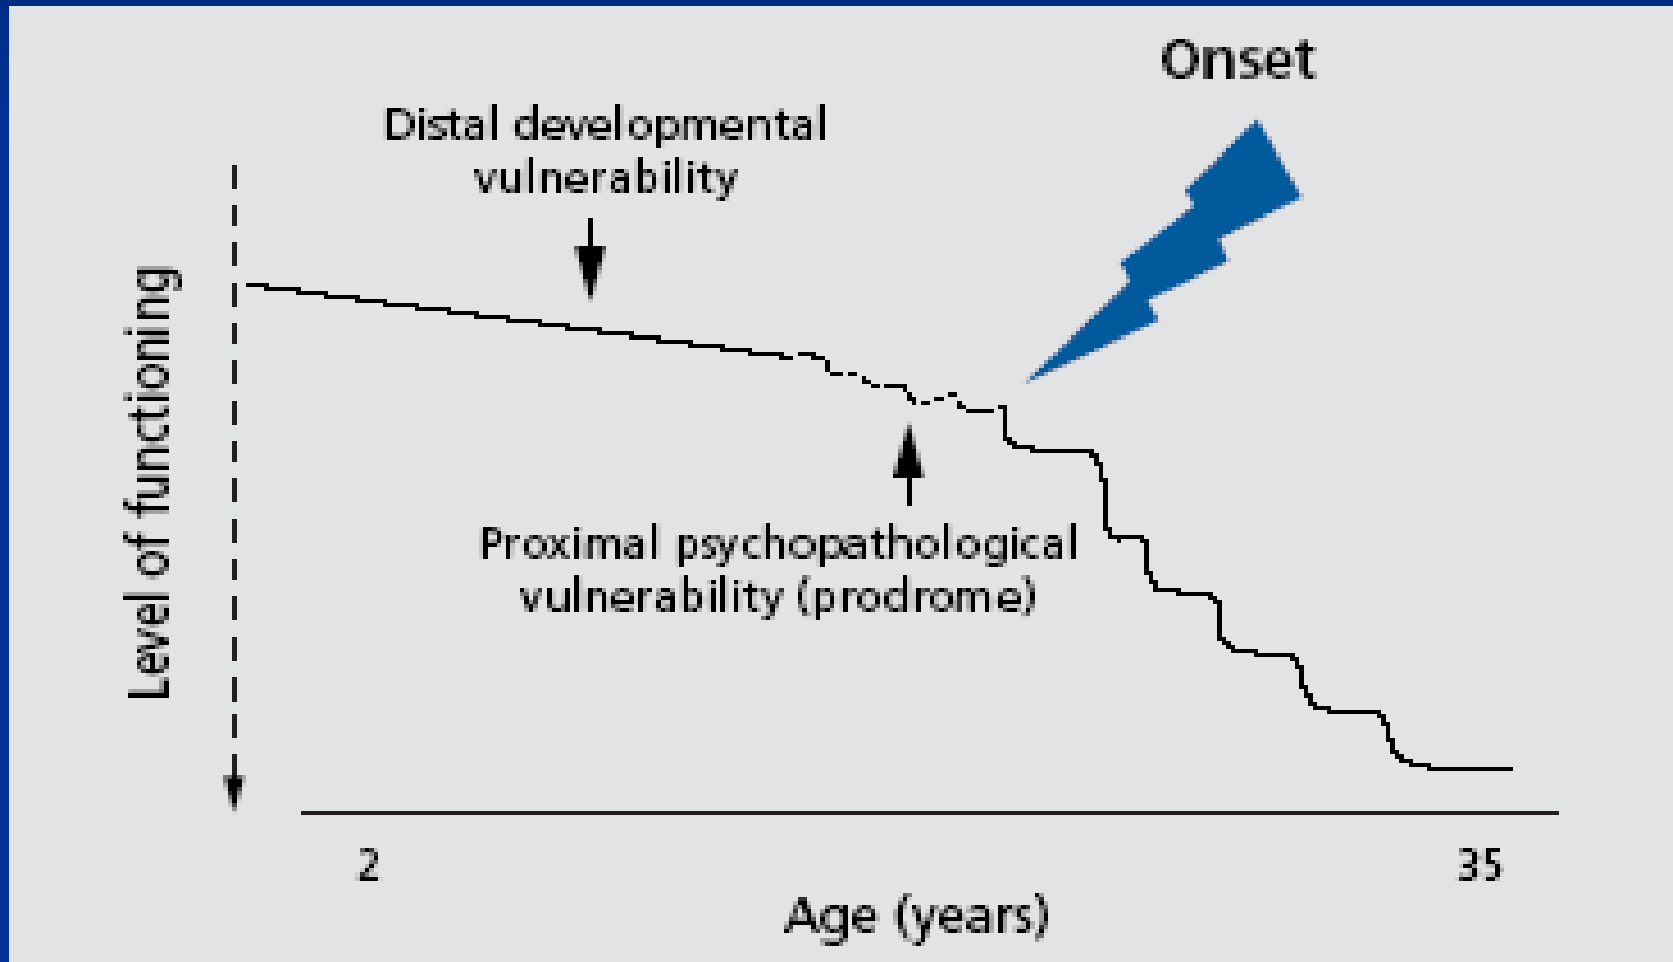 Onset
Distal developmental
vulnerability
Level of functioning
Proximal psychopathological
vulnerability (prodrome)
2
35
Age (years)